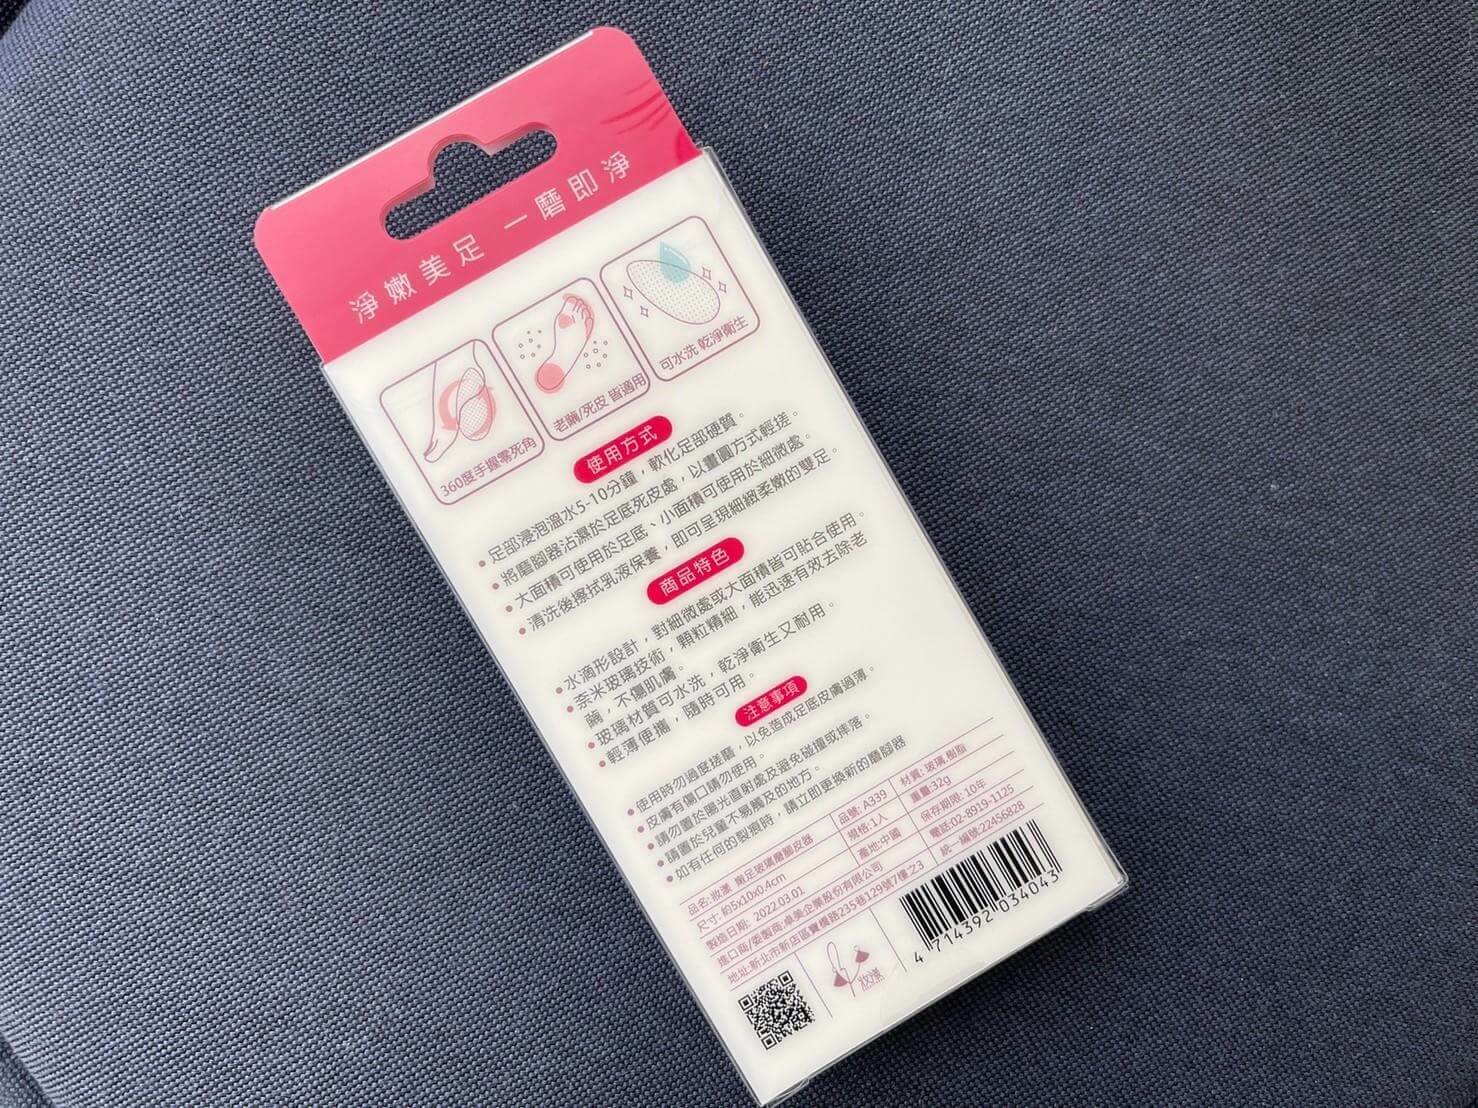 淨嫩美足 一磨即淨
360度手握零死角
老繭/死皮 皆適用
可水洗 乾淨衛生
使用方式
• 足部浸泡溫水5-10分鐘，軟化足部硬質。
• 將磨腳器沾濕於足底死皮處，以畫圓方式輕搓。
• 大面積可使用於足底、小面積可使用於細微處。
• 清洗後擦拭乳液保養，即可呈現細緻柔嫩的雙足。
商品特色
• 水滴形設計，對細微處或大面積皆可貼合使用。
• 奈米玻璃技術，顆粒精細，能迅速有效去除老
繭，不傷肌膚。
• 玻璃材質可水洗，乾淨衛生又耐用。
• 輕薄便攜，隨時可用。
注意事項
• 使用時勿過度搓磨，以免造成足底皮膚過薄。
• 皮膚有傷口請勿使用。
• 請勿置於陽光直射處及避免碰撞或摔落。
• 請置於兒童不易觸及的地方。
• 如有任何的裂痕時，請立即更換新的磨腳器
品名: 妝漾 嫩足玻璃磨腳皮器 品號: A339 材質: 玻璃,樹脂
尺寸: 約5x10x0.4cm 規格:1入 重量:32g
製造日期: 2022.03.01 產地:中國 保存期限: 10年
進口商/委製商:卓美企業股份有限公司 電話:02-8919-1125
地址:新北市新店區寶橋路235巷129號7樓之3 統一編號:22456828
妝漾
4 714392 034043